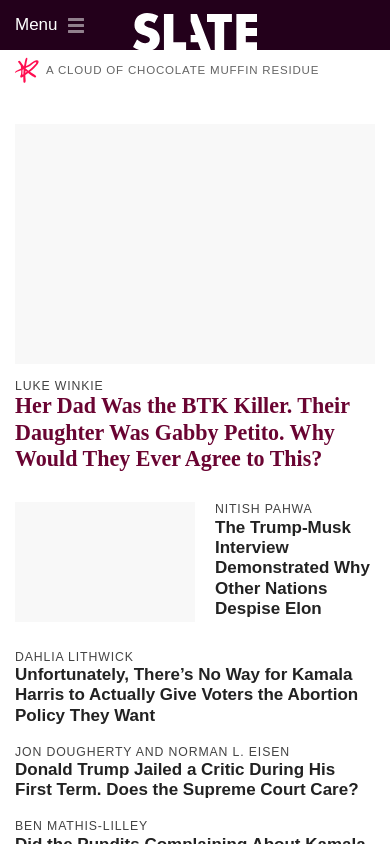 Menu
SLATE
A CLOUD OF CHOCOLATE MUFFIN RESIDUE
LUKE WINKIE
Her Dad Was the BTK Killer. Their
Daughter Was Gabby Petito. Why
Would They Ever Agree to This?
NITISH PAHWA
The Trump-Musk
Interview
Demonstrated Why
Other Nations
Despise Elon
DAHLIA LITHWICK
Unfortunately, There’s No Way for Kamala
Harris to Actually Give Voters the Abortion
Policy They Want
JON DOUGHERTY AND NORMAN L. EISEN
Donald Trump Jailed a Critic During His
First Term. Does the Supreme Court Care?
BEN MATHIS-LILLEY
Did the Pundits Complaining About Kamala